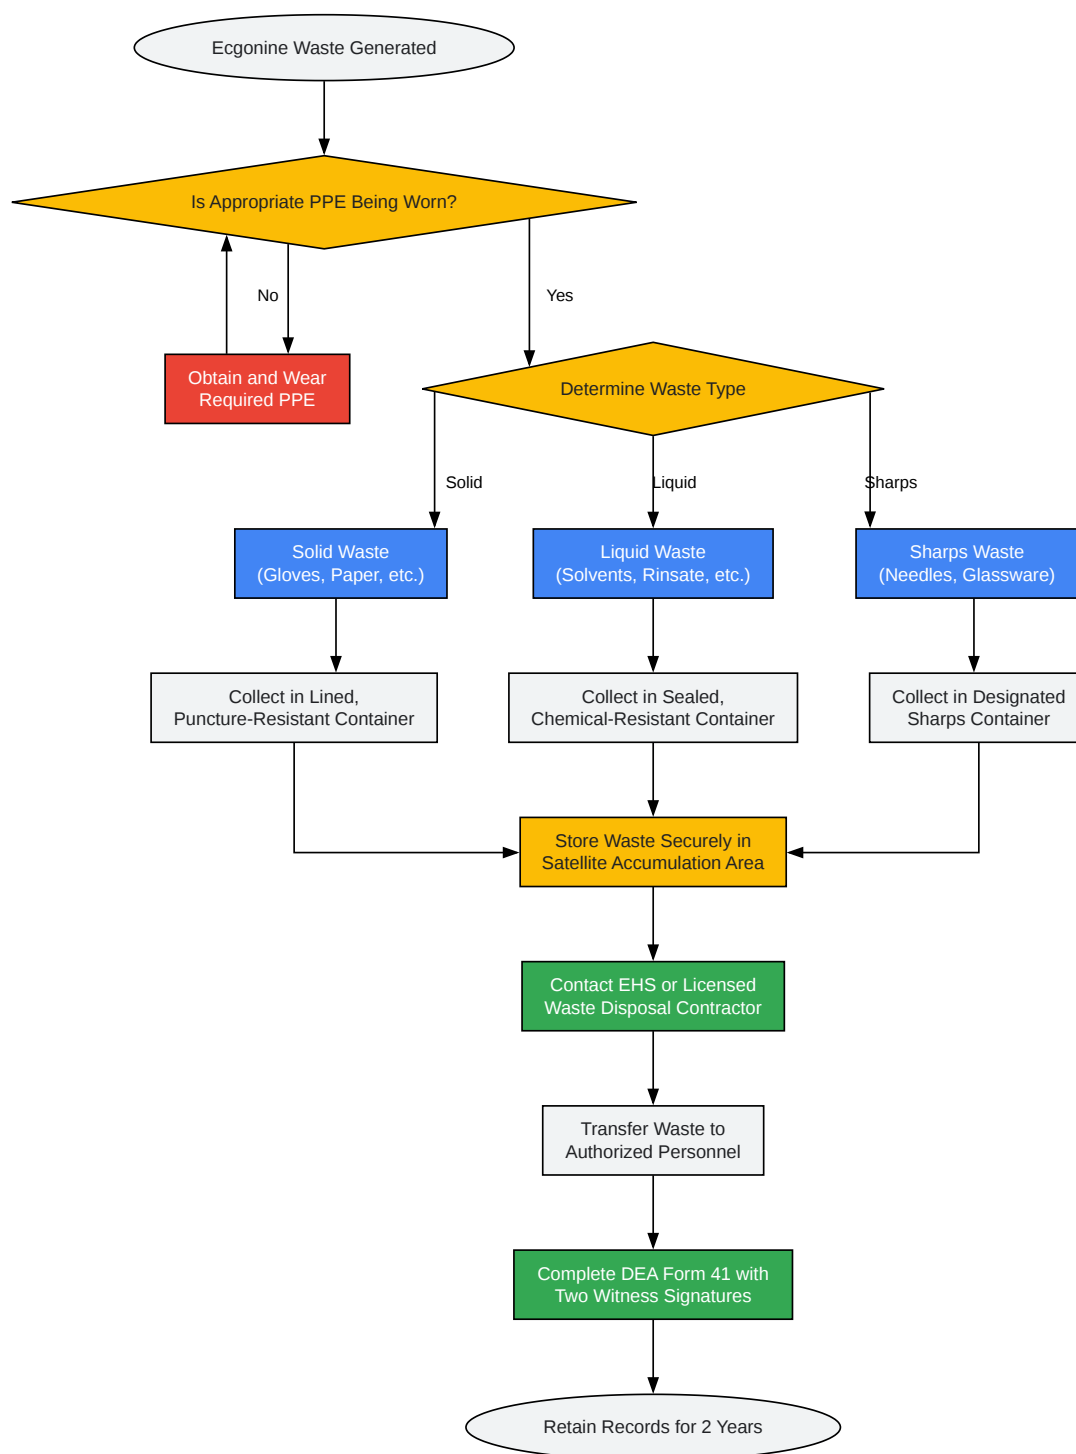 Ecgonine Waste Generated
Is Appropriate PPE Being Worn?
No
Yes
Obtain and Wear
Required PPE
Determine Waste Type
Solid
Liquid
Sharps
Solid Waste
(Gloves, Paper, etc.)
Liquid Waste
(Solvents, Rinsate, etc.)
Sharps Waste
(Needles, Glassware)
Collect in Lined,
Puncture-Resistant Container
Collect in Sealed,
Chemical-Resistant Container
Collect in Designated
Sharps Container
Store Waste Securely in
Satellite Accumulation Area
Contact EHS or Licensed
Waste Disposal Contractor
Transfer Waste to
Authorized Personnel
Complete DEA Form 41 with
Two Witness Signatures
Retain Records for 2 Years